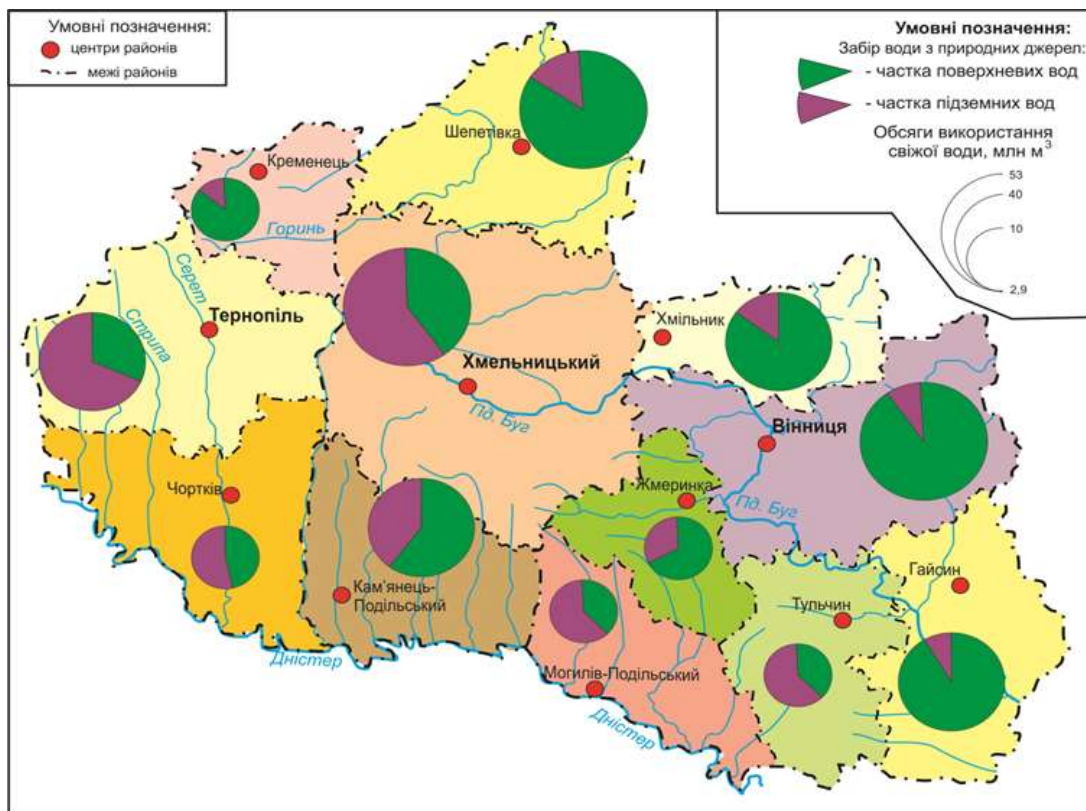 Умовні позначення:
центри районів
межі районів
Умовні позначення:
Забір води з природних джерел:
- частка поверхневих вод
- частка підземних вод
Обсяги використання
свіжої води, млн м³
53
40
10
2,9
Шепетівка
Кременець
Горинь
Серет
Стрипа
Тернопіль
Хмельницький
Пд. Буг
Хмільник
Вінниця
Жмеринка
Пд. Буг
Чортків
Кам'янець-
Подільський
Гайсин
Тульчин
Дністер
Могилів-Подільський
Дністер